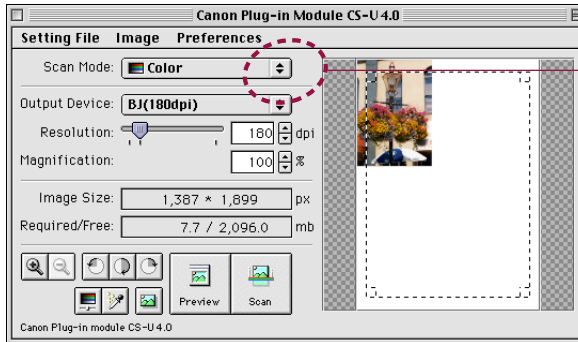 Canon Plug-in Module CS-U 4.0
Setting File Image Preferences
Scan Mode: Color
Output Device: BJ(180dpi)
Resolution: 180 dpi
Magnification: 100 %
Image Size: 1,387 * 1,899 px
Required/Free: 7.7 / 2,096.0 mb
Preview Scan
Canon Plug-in module CS-U 4.0